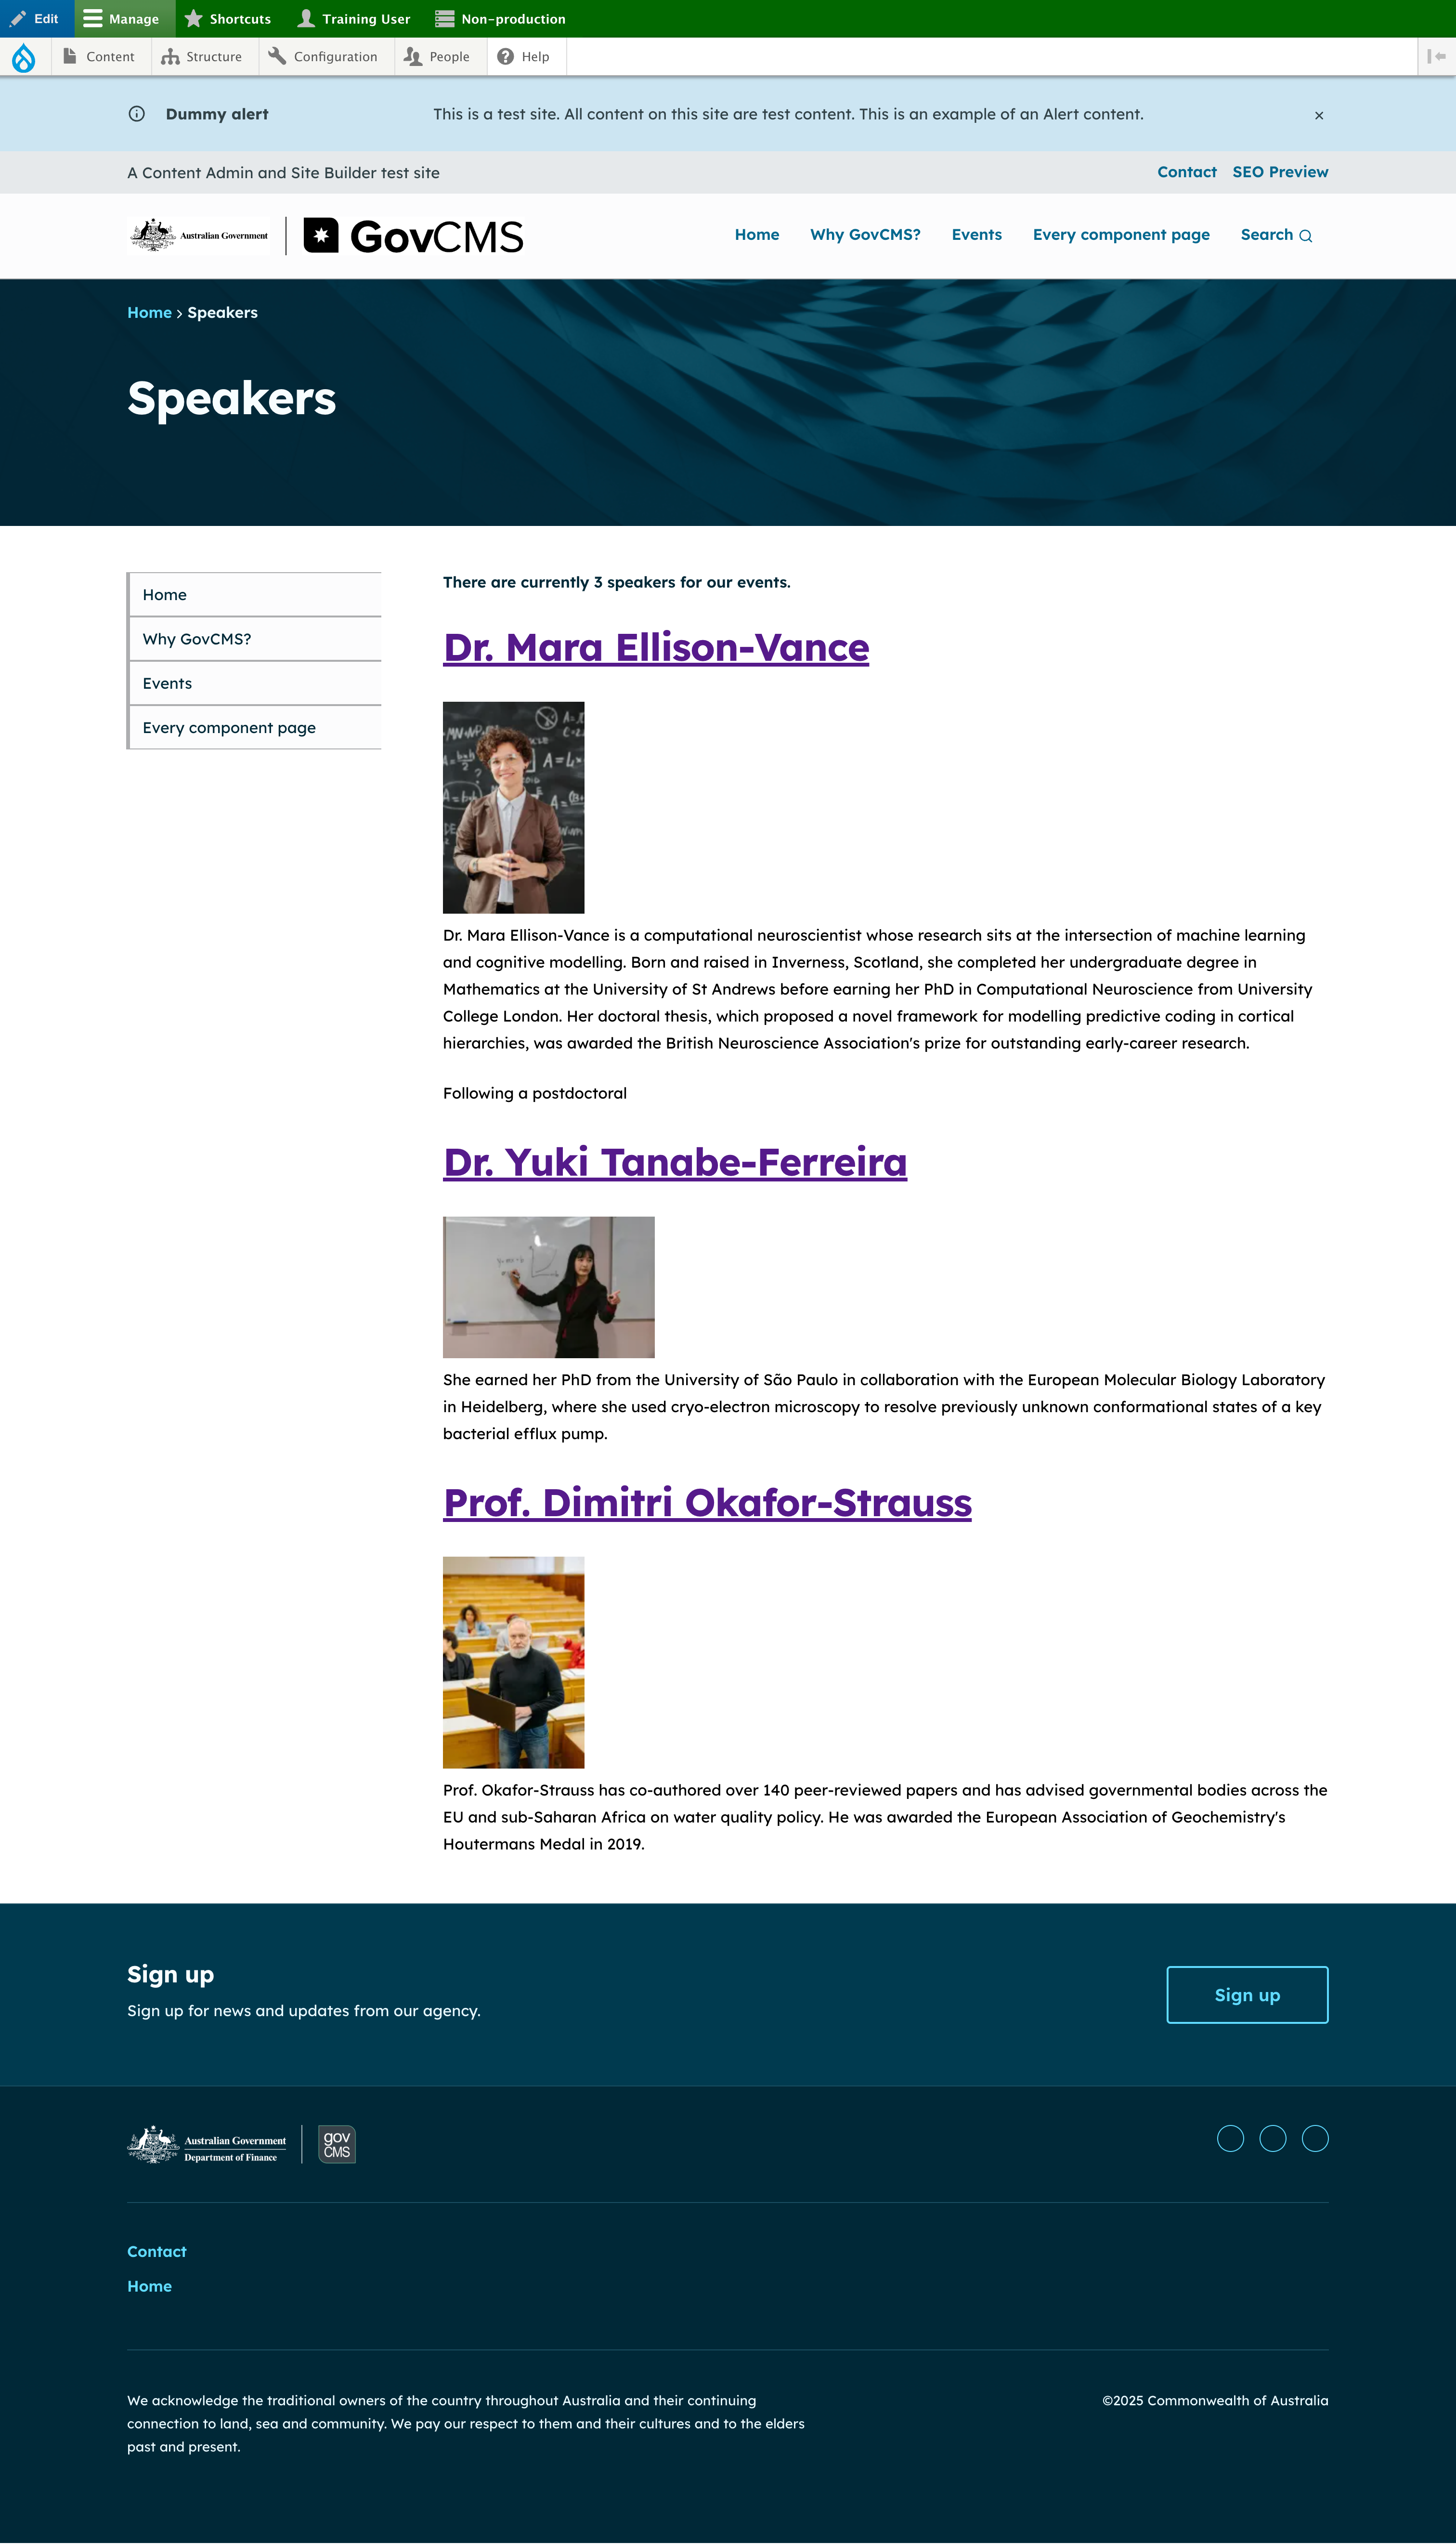 Edit Manage Shortcuts Training User Non-production
Content Structure Configuration People Help
Dummy alert This is a test site. All content on this site are test content. This is an example of an Alert content. ×
A Content Admin and Site Builder test site Contact SEO Preview
Australian Government GovCMS Home Why GovCMS? Events Every component page Search
Home > Speakers
Speakers
Home
Why GovCMS?
Events
Every component page
There are currently 3 speakers for our events.
Dr. Mara Ellison-Vance
Dr. Mara Ellison-Vance is a computational neuroscientist whose research sits at the intersection of machine learning
and cognitive modelling. Born and raised in Inverness, Scotland, she completed her undergraduate degree in
Mathematics at the University of St Andrews before earning her PhD in Computational Neuroscience from University
College London. Her doctoral thesis, which proposed a novel framework for modelling predictive coding in cortical
hierarchies, was awarded the British Neuroscience Association's prize for outstanding early-career research.
Following a postdoctoral
Dr. Yuki Tanabe-Ferreira
She earned her PhD from the University of São Paulo in collaboration with the European Molecular Biology Laboratory
in Heidelberg, where she used cryo-electron microscopy to resolve previously unknown conformational states of a key
bacterial efflux pump.
Prof. Dimitri Okafor-Strauss
Prof. Okafor-Strauss has co-authored over 140 peer-reviewed papers and has advised governmental bodies across the
EU and sub-Saharan Africa on water quality policy. He was awarded the European Association of Geochemistry's
Houtermans Medal in 2019.
Sign up
Sign up for news and updates from our agency.
Sign up
Australian Government
Department of Finance
gov
CMS
Contact
Home
We acknowledge the traditional owners of the country throughout Australia and their continuing
connection to land, sea and community. We pay our respect to them and their cultures and to the elders
past and present.
©2025 Commonwealth of Australia